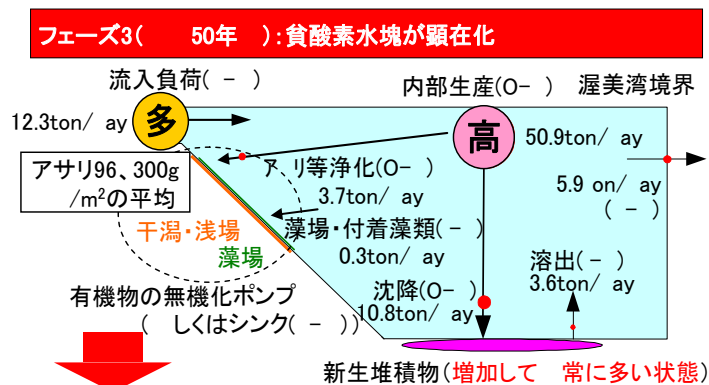 フェーズ3( 50年 ):貧酸素水塊が顕在化
流入負荷( - )
内部生産(O- )
渥美湾境界
12.3ton/ ay
多
高
50.9ton/ ay
アサリ96、300g
/m²の平均
ア リ等浄化(O- )
3.7ton/ ay
5.9 on/ ay
( - )
干潟・浅場
藻場
藻場・付着藻類( - )
0.3ton/ ay
溶出( - )
3.6ton/ ay
有機物の無機化ポンプ
( しくはシンク( - ))
沈降(O- )
10.8ton/ ay
新生堆積物(増加して 常に多い状態)